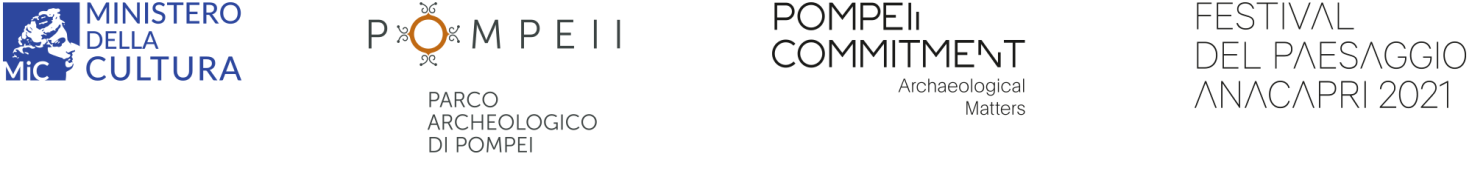 MINISTERO
DELLA
CULTURA
MiC
POMPEII
PARCO
ARCHEOLOGICO
DI POMPEI
POMPEII
COMMITMENT
Archaeological
Matters
FESTIVAL
DEL PAESAGGIO
ANACAPRI 2021